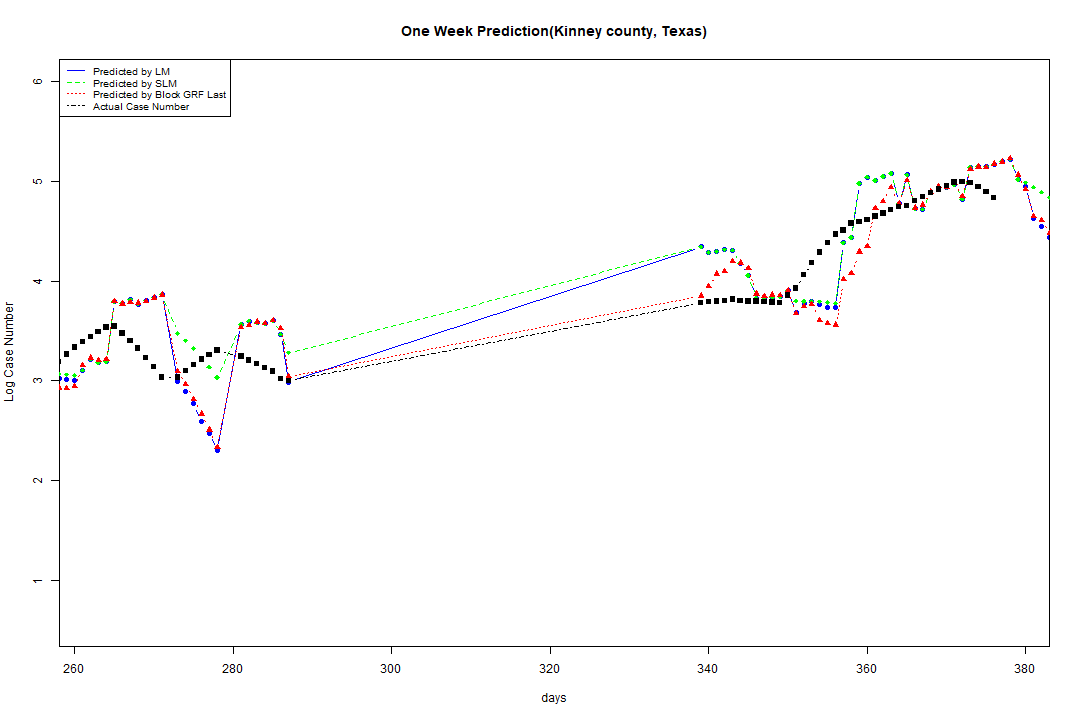 One Week Prediction(Kinney county, Texas)
Predicted by LM
Predicted by SLM
Predicted by Block GRF Last
Actual Case Number
Log Case Number
6
5
4
3
2
1
260 280 300 320 340 360 380
days